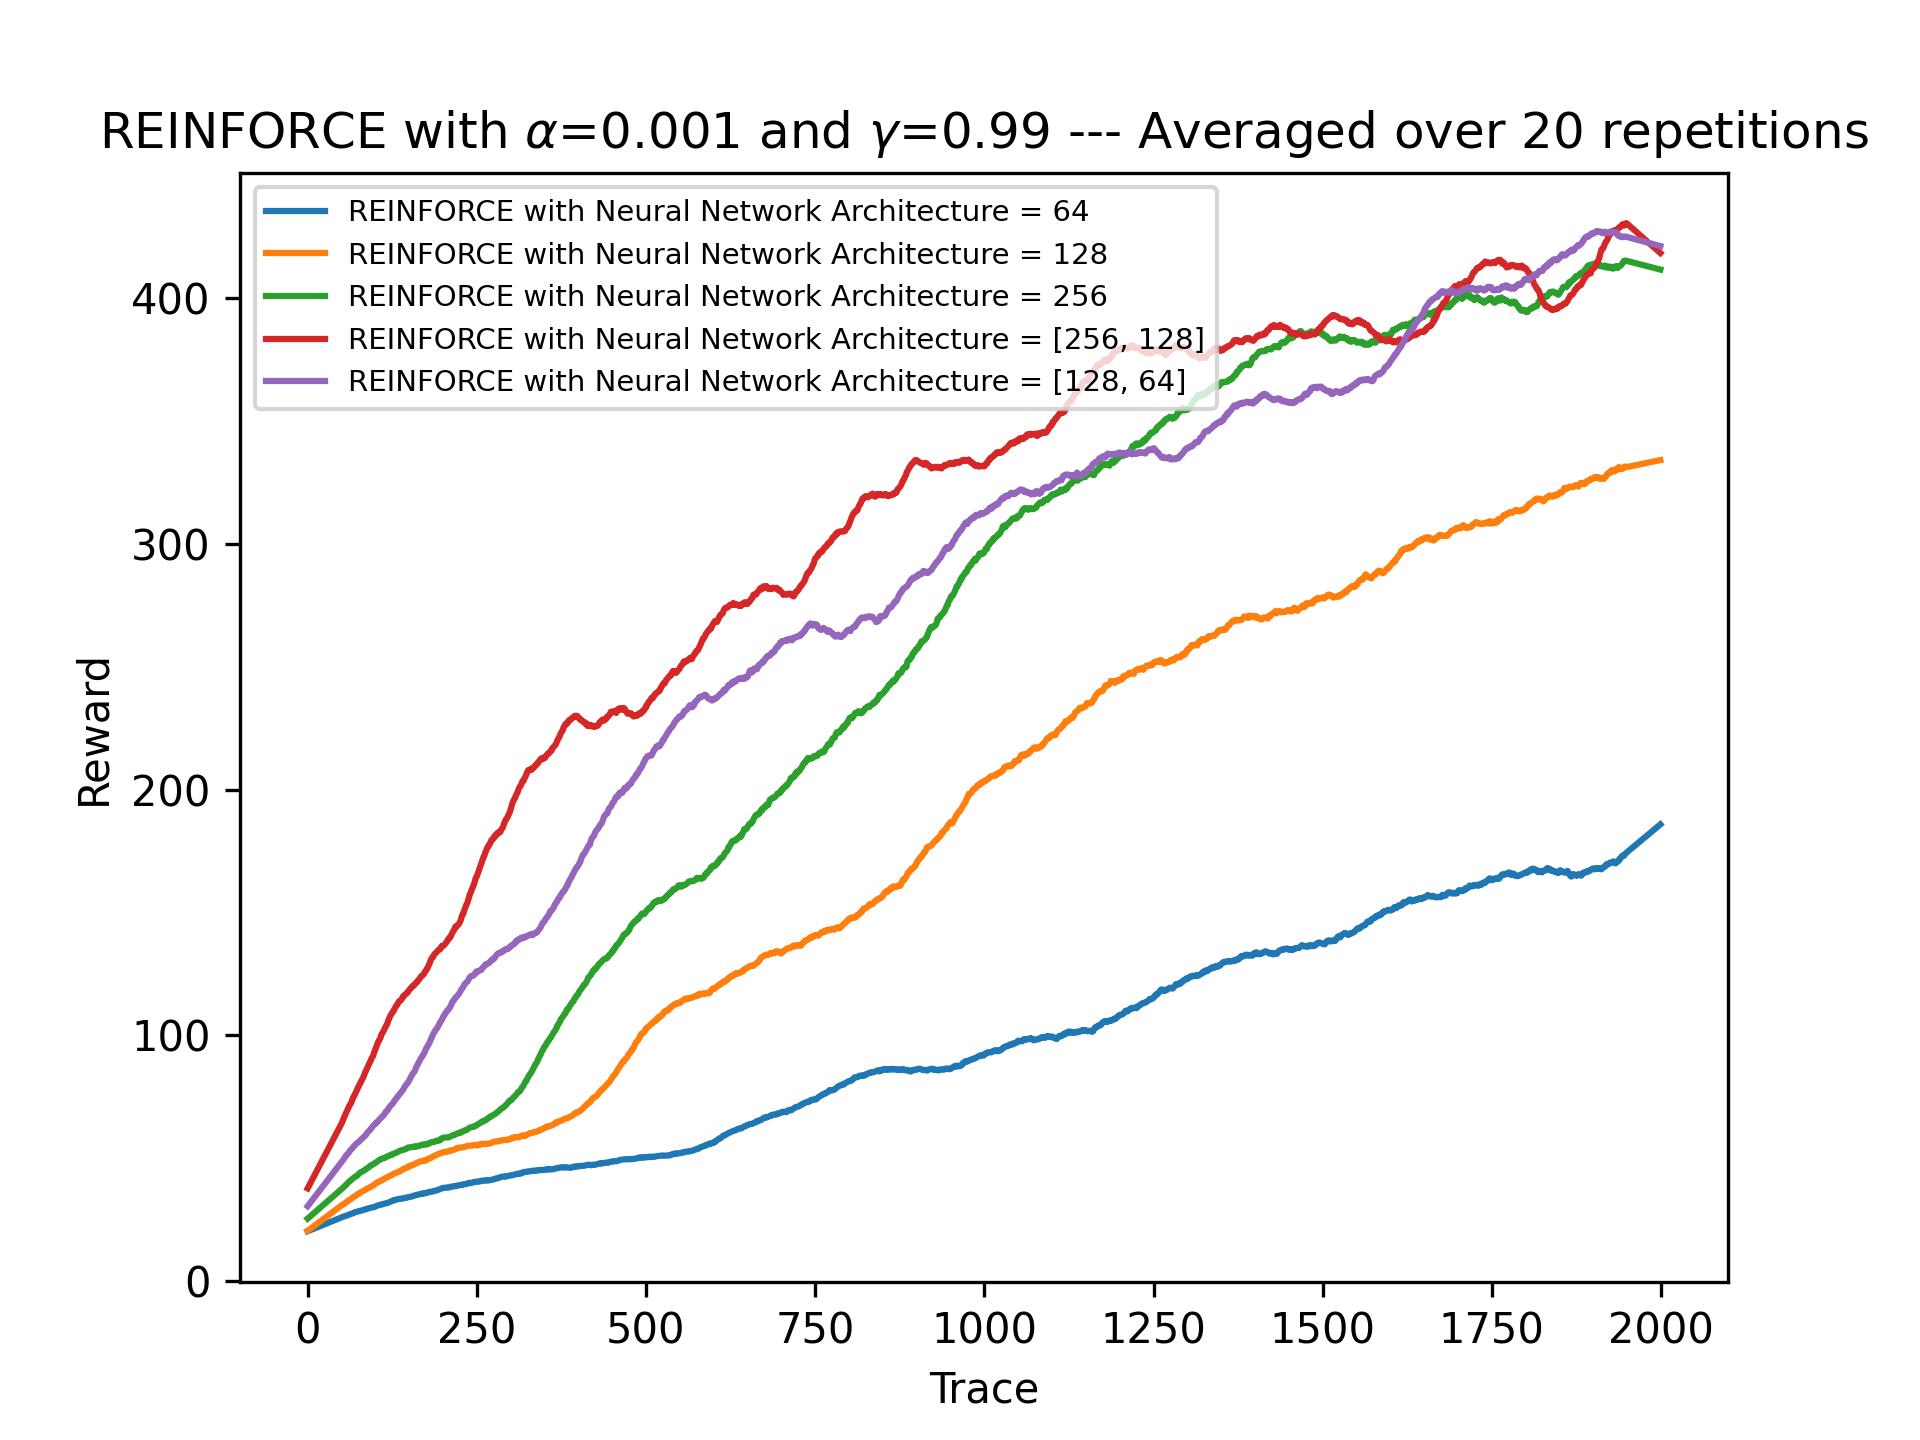 REINFORCE with α=0.001 and γ=0.99 --- Averaged over 20 repetitions
REINFORCE with Neural Network Architecture = 64
REINFORCE with Neural Network Architecture = 128
REINFORCE with Neural Network Architecture = 256
REINFORCE with Neural Network Architecture = [256, 128]
REINFORCE with Neural Network Architecture = [128, 64]
400
300
200
100
0
Reward
0 250 500 750 1000 1250 1500 1750 2000
Trace